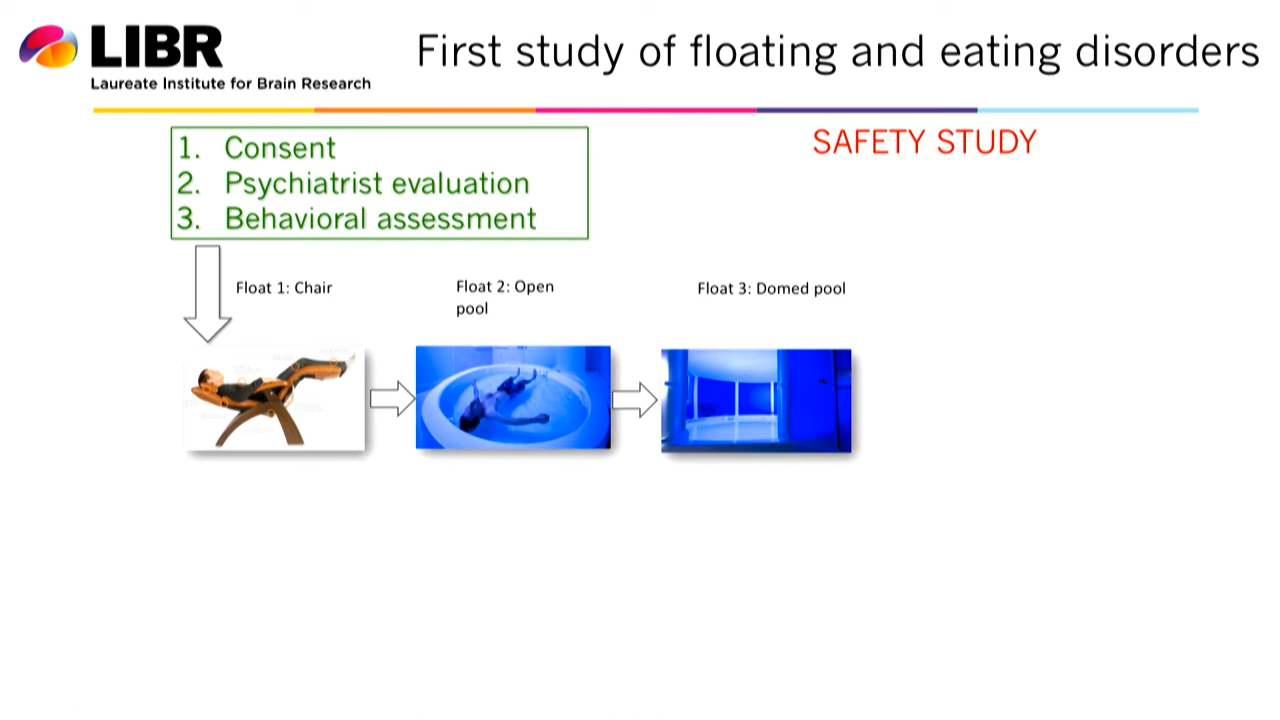 LIBR
Laureate Institute for Brain Research
First study of floating and eating disorders
SAFETY STUDY
1. Consent
2. Psychiatrist evaluation
3. Behavioral assessment
Float 1: Chair
Float 2: Open
pool
Float 3: Domed pool